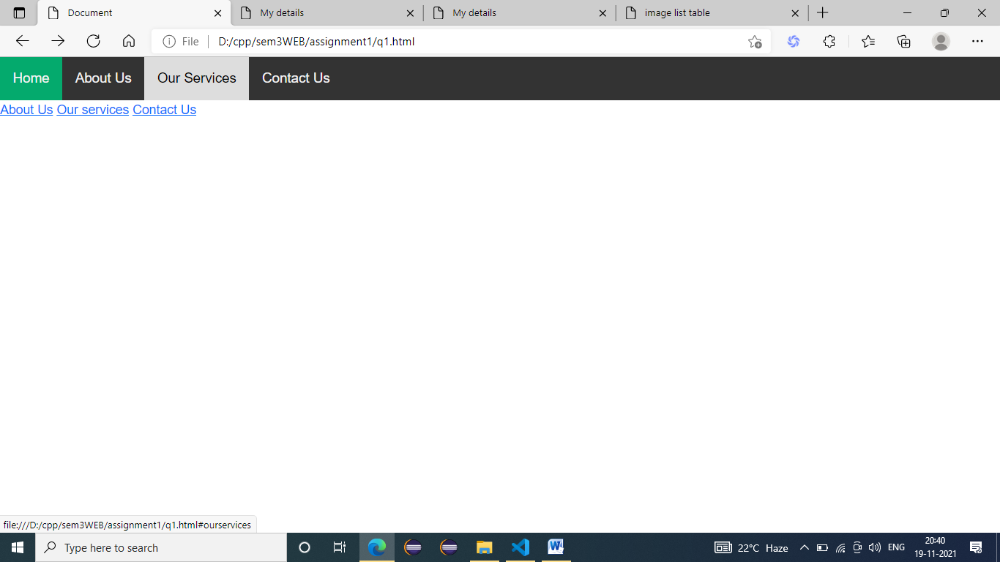 Document My details My details image list table
File D:/cpp/sem3WEB/assignment1/q1.html
Home About Us Our Services Contact Us
About Us Our services Contact Us
file:///D:/cpp/sem3WEB/assignment1/q1.html#ourservices
Type here to search 22°C Haze ENG 20:40
19-11-2021